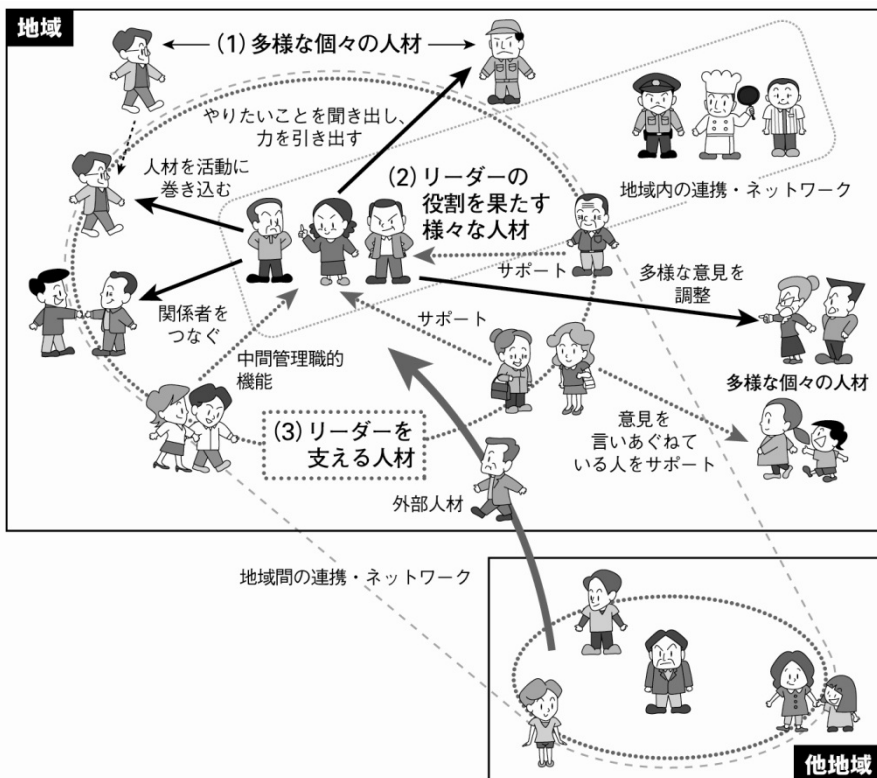 地域
(1)多様な個々の人材
やりたいことを聞き出し、
力を引き出す
人材を活動に
巻き込む
(2)リーダーの
役割を果たす
様々な人材
地域内の連携・ネットワーク
サポート
多様な意見を
調整
関係者を
つなぐ
サポート
中間管理職的
機能
多様な個々の人材
(3)リーダーを
支える人材
意見を
言いあぐねて
いる人をサポート
外部人材
地域間の連携・ネットワーク
他地域